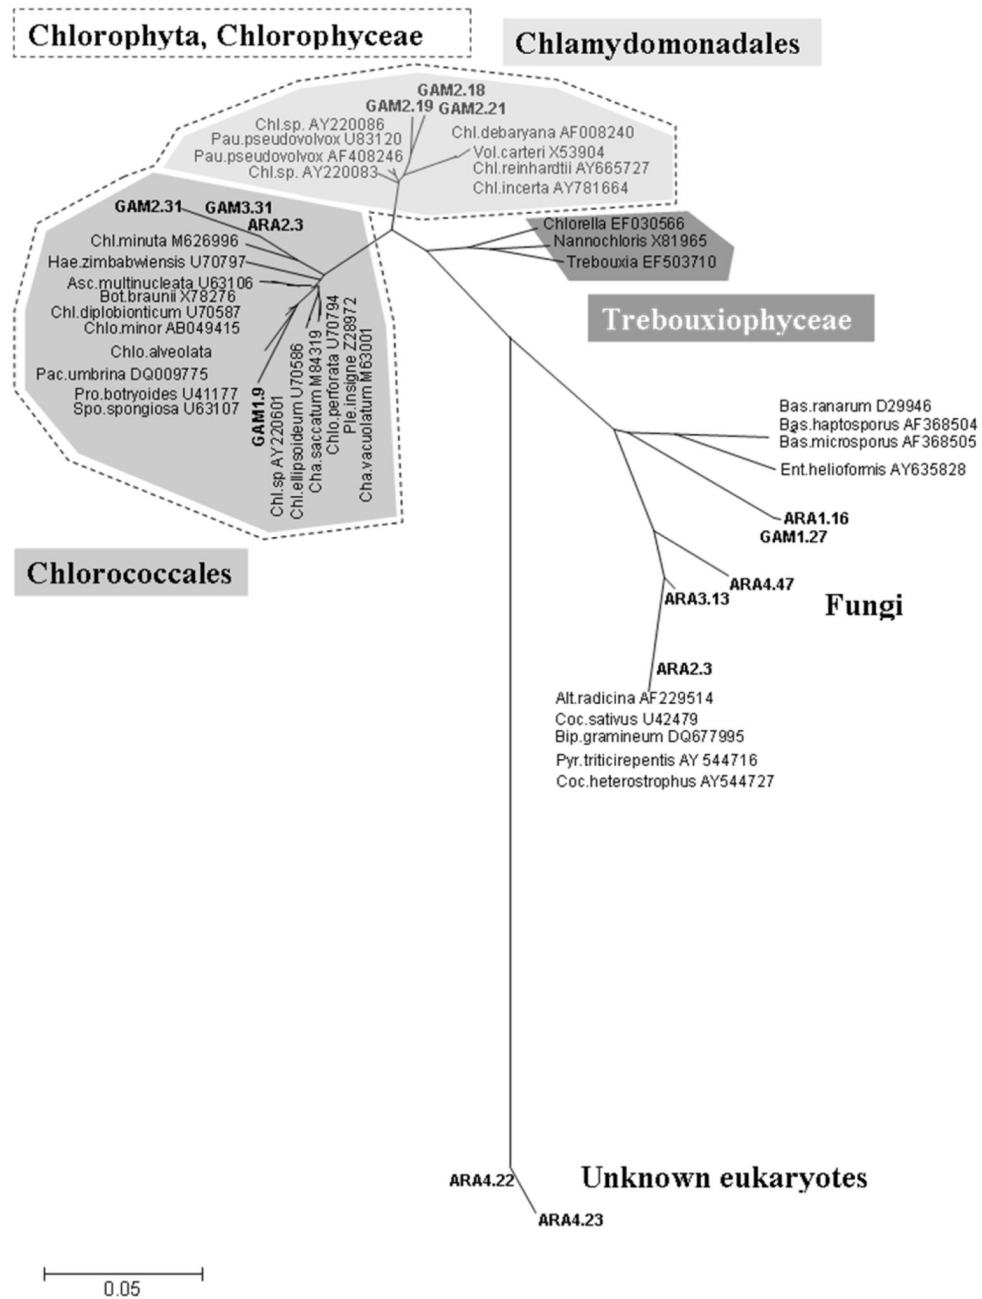 Chlorophyta, Chlorophyceae
Chlamydomonadales
GAM2.18
GAM2.19
GAM2.21
Chl.sp. AY220086
Pau.pseudovolvox U83120
Pau.pseudovolvox AF408246
Chl.sp. AY220083
Chl.debaryana AF008240
Vol.carteri X53904
Chl.reinhardtii AY665727
Chl.incerta AY781664
GAM2.31
GAM3.31
ARA2.3
Chl.minuta M626996
Hae.zimbabwiensis U70797
Asc.multinucleata U63106
Bot.braunii X78276
Chl.diplobionticum U70587
Chlo.minor AB049415
Chlo.alveolata
Pac.umbrina DQ009775
Pro.botryoides U41177
Spo.spongiosa U63107
GAM1.9
Chl.sp AY220601
Chl.ellipsoideum U70586
Cha.saccatum M84319
Chlo.perforata U70794
Ple.insigne Z28972
Cha.vacuolatum M63001
Chlorella EF030566
Nannochloris X81965
Trebouxia EF503710
Trebouxiophyceae
Chlorococcales
Bas.ranarum D29946
Bas.haptosporus AF368504
Bas.microsporus AF368505
Ent.helioformis AY635828
ARA1.16
GAM1.27
ARA4.47
ARA3.13
Fungi
ARA2.3
Alt.radicina AF229514
Coc.sativus U42479
Bip.gramineum DQ677995
Pyr.triticirepentis AY 544716
Coc.heterostrophus AY544727
ARA4.22
Unknown eukaryotes
ARA4.23
0.05